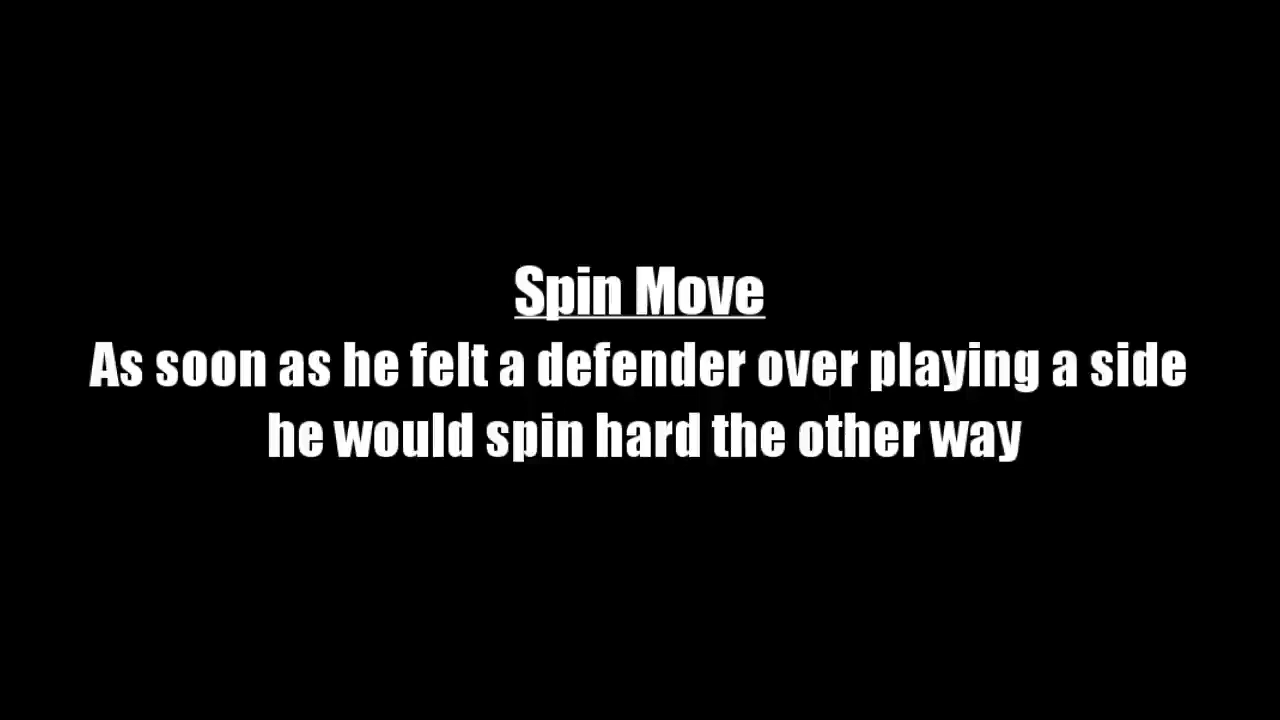 Spin Move
As soon as he felt a defender over playing a side
he would spin hard the other way